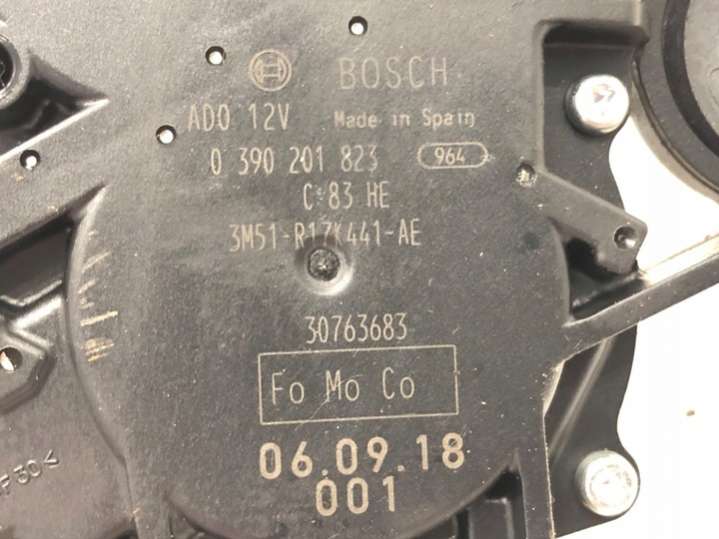 BOSCH
AD0 12V Made in Spain
0 390 201 823 964
C 83 HE
3M51-R17K441-AE
30763683
Fo Mo Co
06.09.18
001